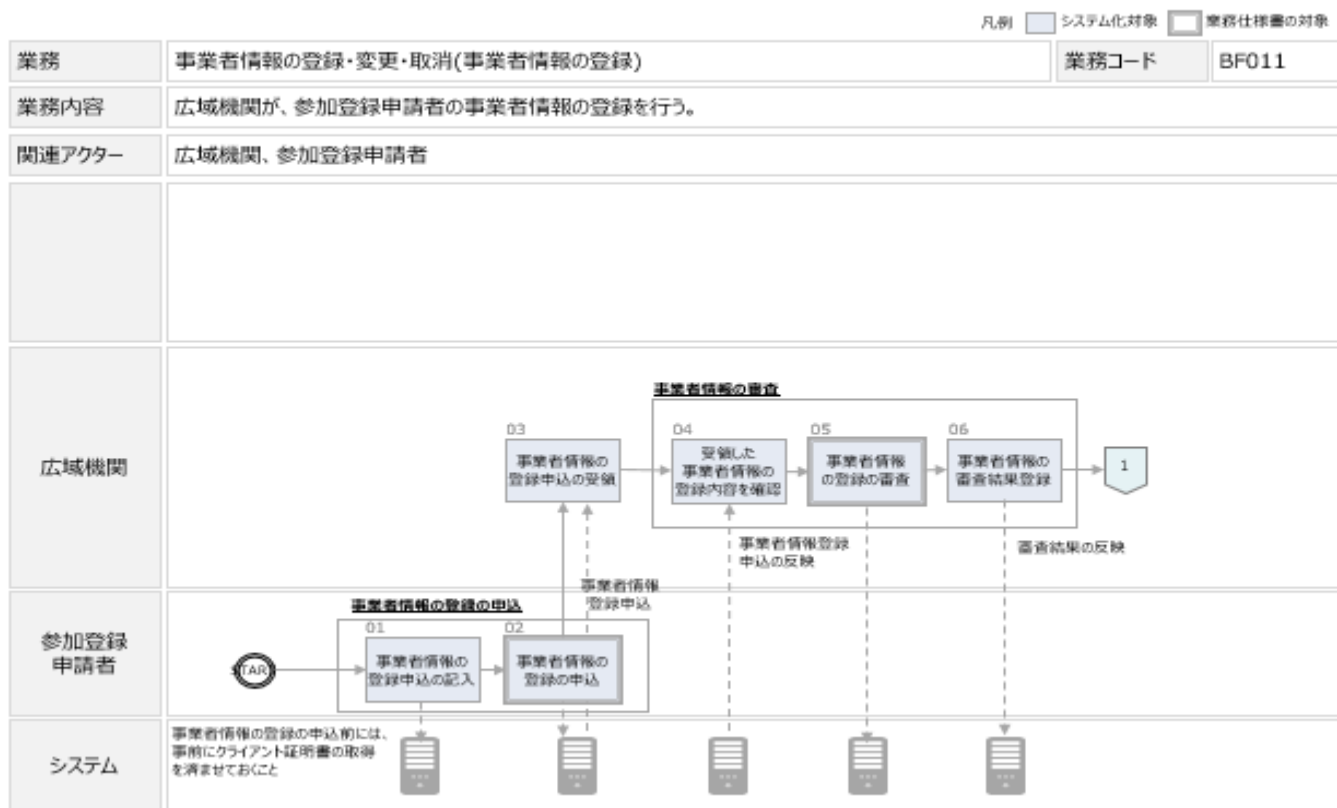 凡例 システム化対象 業務仕様書の対象
業務 事業者情報の登録・変更・取消(事業者情報の登録) 業務コード BF011
業務内容 広域機関が、参加登録申請者の事業者情報の登録を行う。
関連アクター 広域機関、参加登録申請者
広域機関
事業者情報の審査
03
事業者情報の
登録申込の受領
04
受領した
事業者情報の
登録内容を確認
05
事業者情報
の登録の審査
06
事業者情報の
審査結果登録
1
事業者情報登録
申込の反映
審査結果の反映
事業者情報
登録申込
参加登録
申請者
事業者情報の登録の申込
TAR
01
事業者情報の
登録申込の記入
02
事業者情報の
登録の申込
システム
事業者情報の登録の申込前には、
事前にクライアント証明書の取得
を済ませておくこと